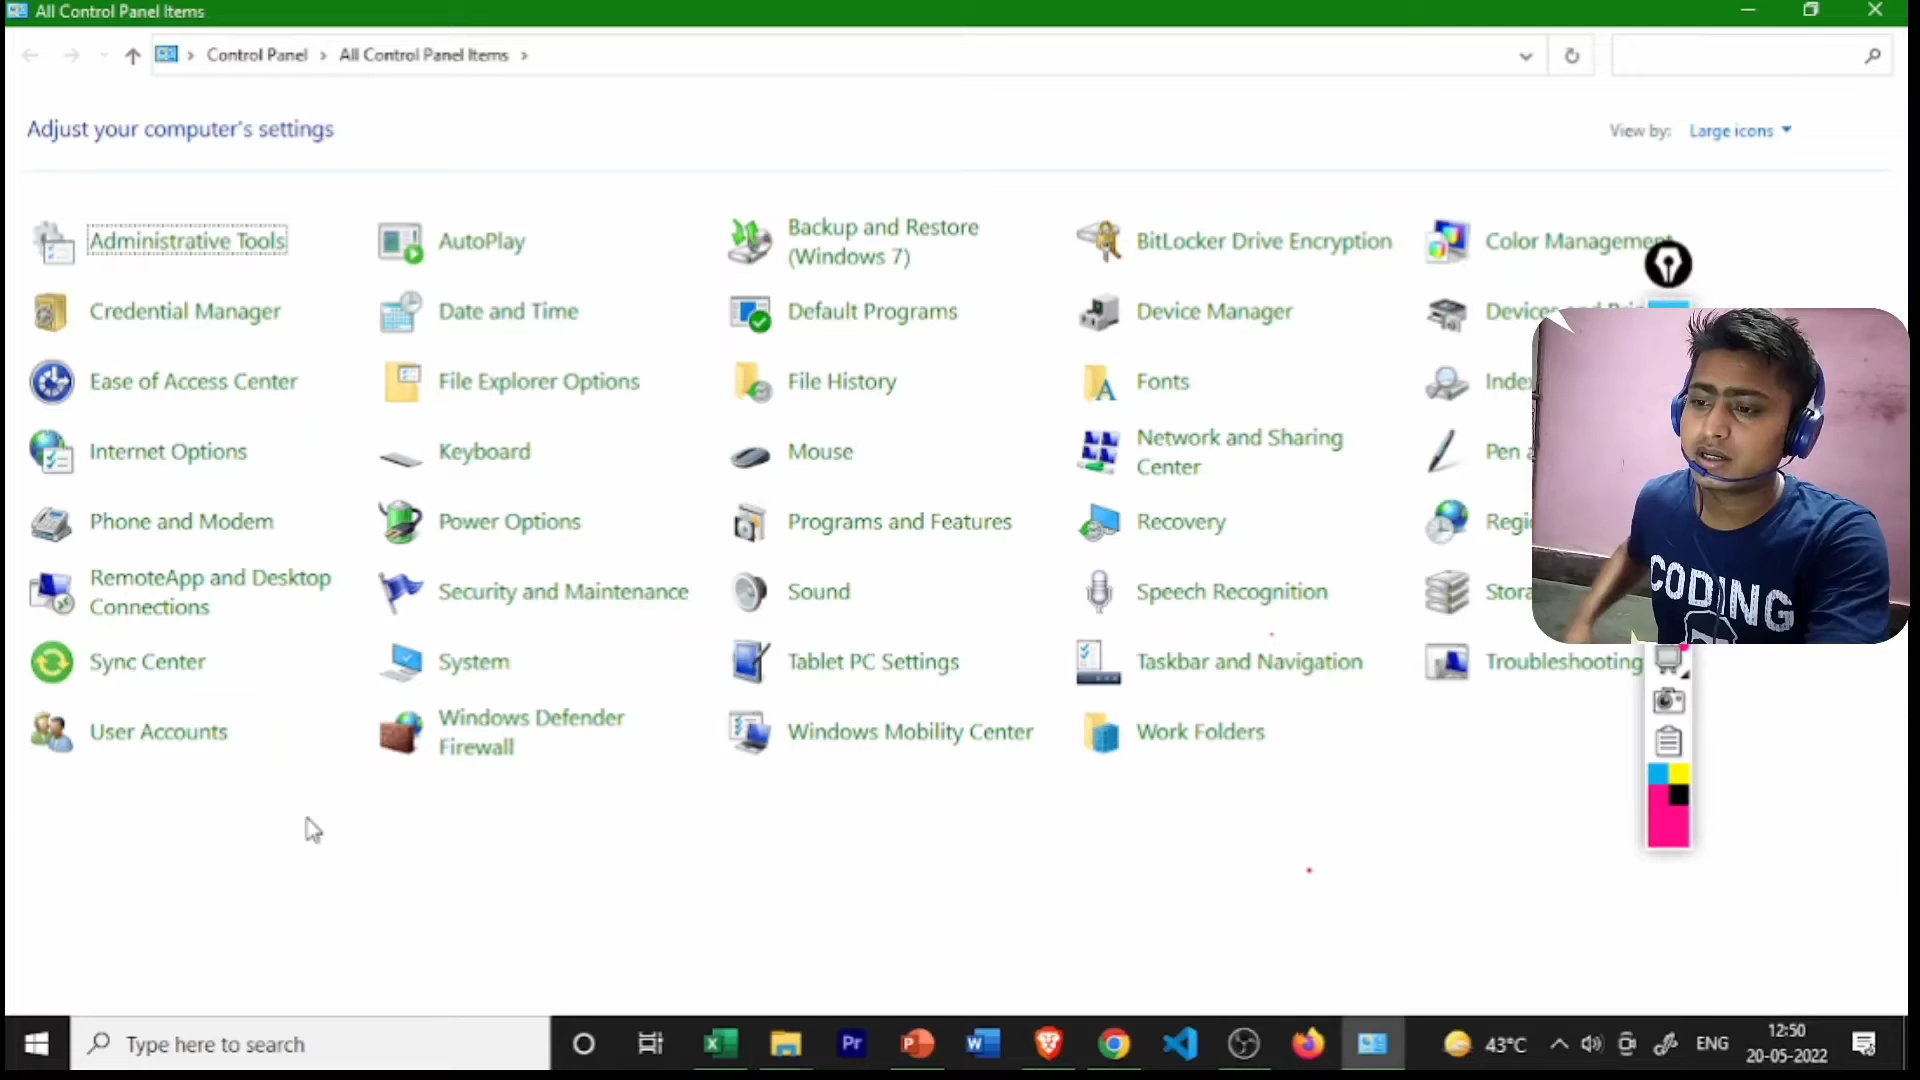 All Control Panel Items
Control Panel > All Control Panel Items >
Adjust your computer's settings
View by: Large icons
Administrative Tools
AutoPlay
Backup and Restore
(Windows 7)
BitLocker Drive Encryption
Color Management
Credential Manager
Date and Time
Default Programs
Device Manager
Devices and
Ease of Access Center
File Explorer Options
File History
Fonts
Internet Options
Keyboard
Mouse
Network and Sharing
Center
Pen
Phone and Modem
Power Options
Programs and Features
Recovery
RemoteApp and Desktop
Connections
Security and Maintenance
Sound
Speech Recognition
Sync Center
System
Tablet PC Settings
Taskbar and Navigation
Troubleshooting
User Accounts
Windows Defender
Firewall
Windows Mobility Center
Work Folders
CODING
Type here to search
Pr
43°C
ENG
12:50
20-05-2022